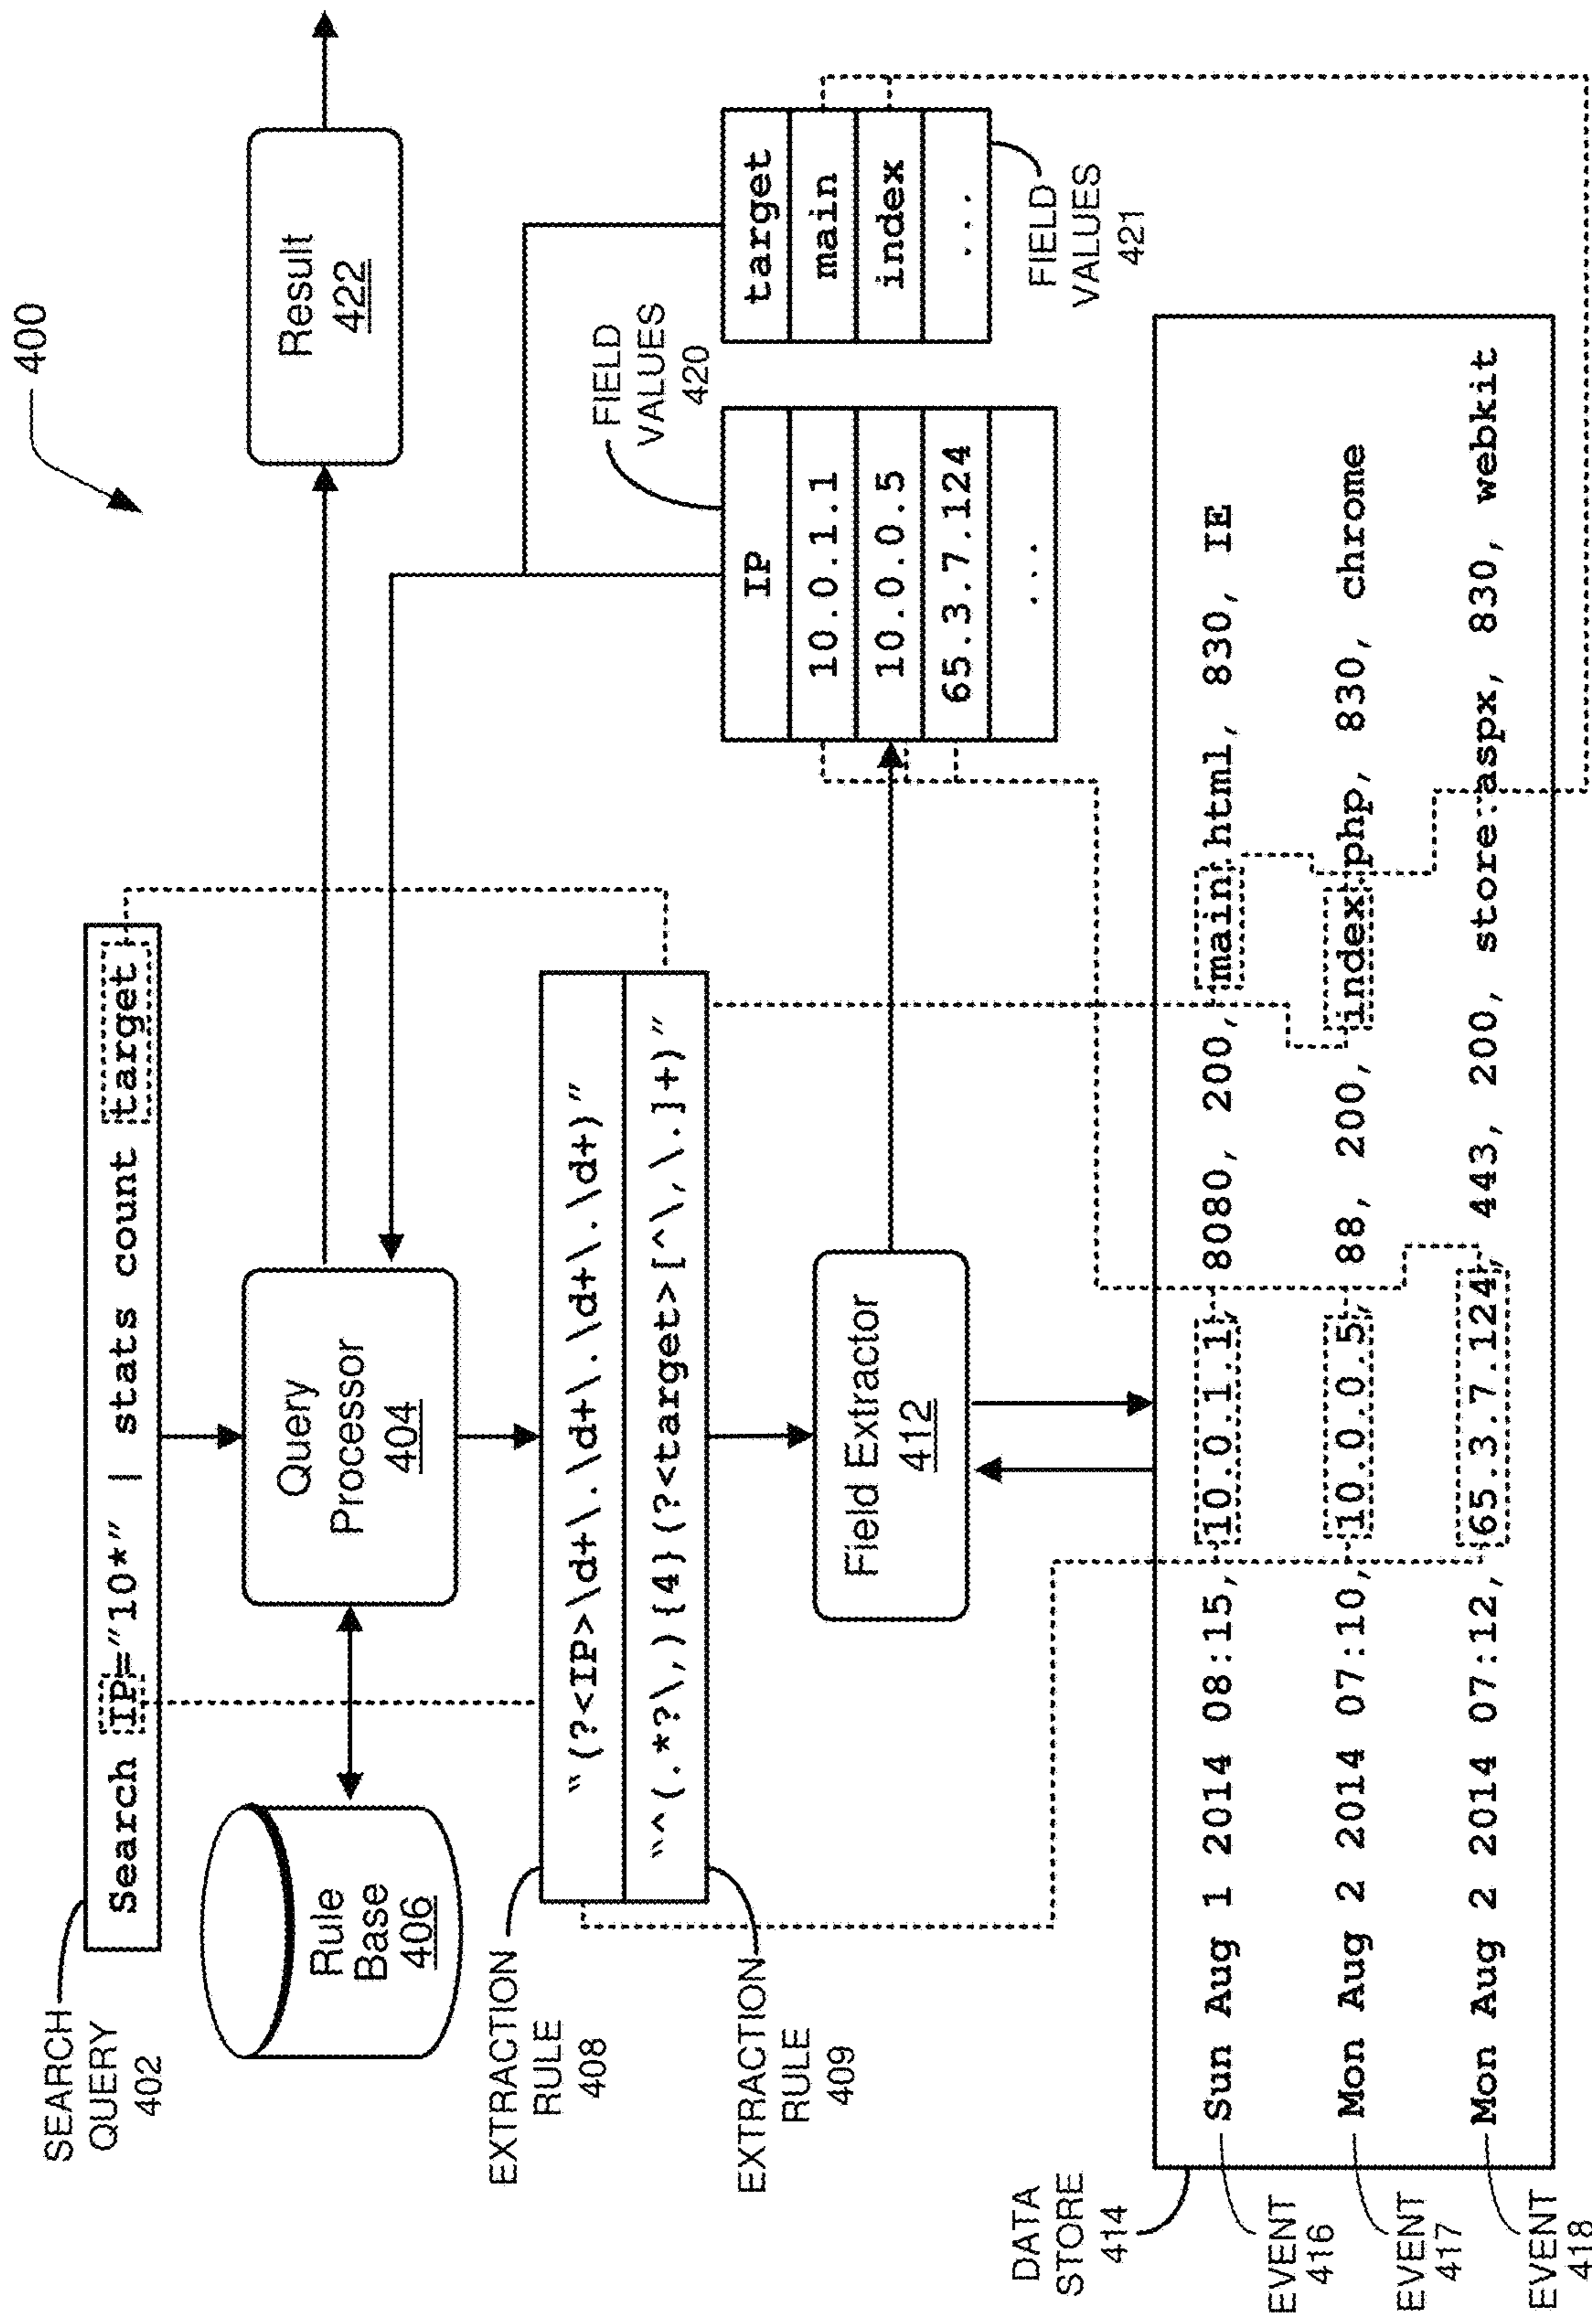 400
SEARCH
QUERY
402
Search IP="10*" | stats count target
Rule
Base
406
Query
Processor
404
Result
422
EXTRACTION
RULE
408
"(?<IP>\d+\.\d+\.\d+\.\d+)"
"^(.*?\,){4}(?<target>[^\,\.]+)"
EXTRACTION
RULE
409
Field Extractor
412
FIELD
VALUES
420
IP
10.0.1.1
10.0.0.5
65.3.7.124
...
target
main
index
...
FIELD
VALUES
421
DATA
STORE
414
Sun Aug 1 2014 08:15, 10.0.1.1, 8080, 200, main.html, 830, IE
EVENT
416
Mon Aug 2 2014 07:10, 10.0.0.5, 88, 200, index.php, 830, chrome
EVENT
417
Mon Aug 2 2014 07:12, 65.3.7.124, 443, 200, store.aspx, 830, webkit
EVENT
418